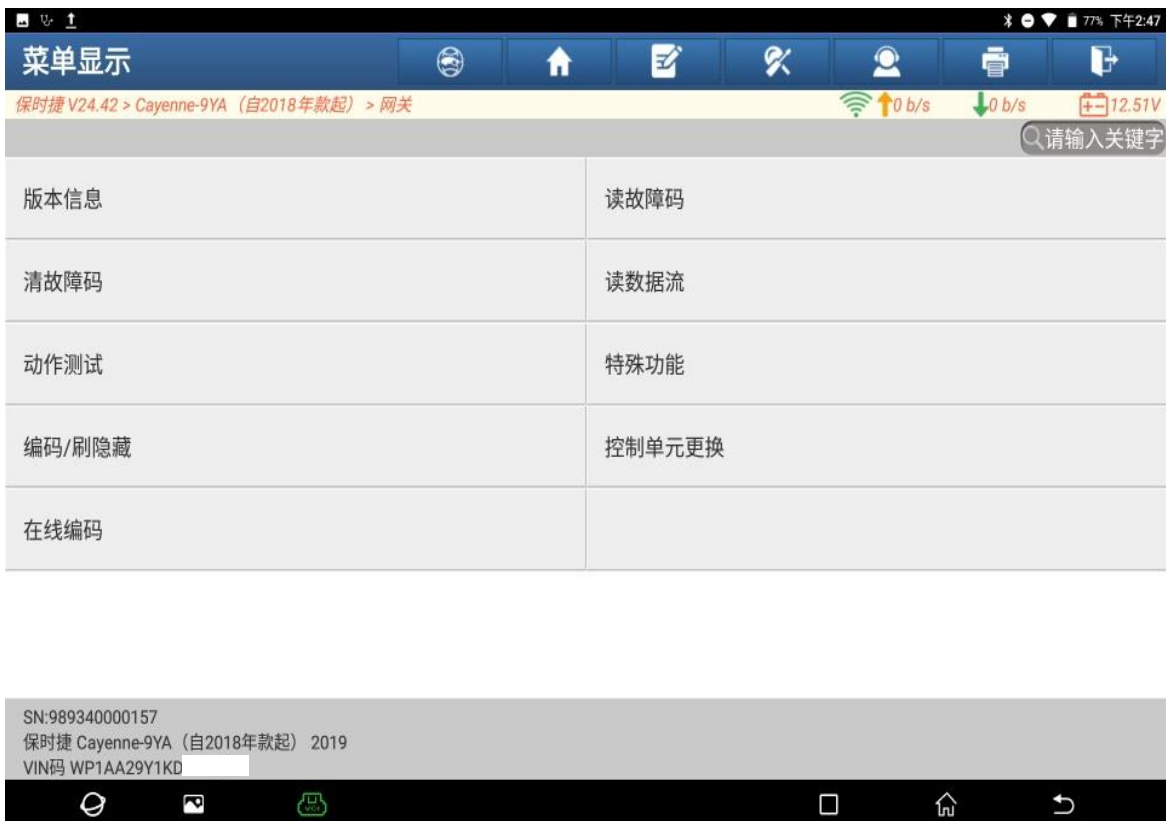 77% 下午2:47
菜单显示
保时捷 V24.42 > Cayenne-9YA（自2018年款起） > 网关
0 b/s 0 b/s 12.51V
请输入关键字
版本信息 读故障码
清故障码 读数据流
动作测试 特殊功能
编码/刷隐藏 控制单元更换
在线编码
SN:989340000157
保时捷 Cayenne-9YA（自2018年款起） 2019
VIN码 WP1AA29Y1KD
VCI